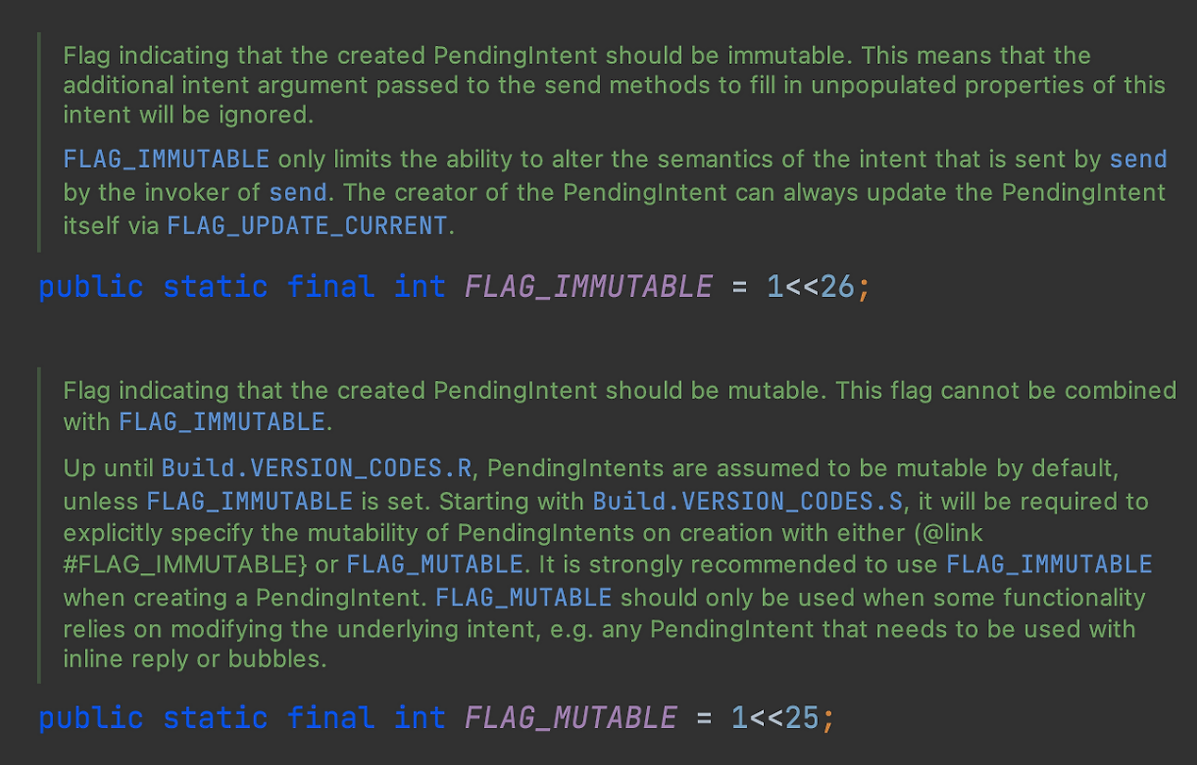 Flag indicating that the created PendingIntent should be immutable. This means that the
additional intent argument passed to the send methods to fill in unpopulated properties of this
intent will be ignored.
FLAG_IMMUTABLE only limits the ability to alter the semantics of the intent that is sent by send
by the invoker of send. The creator of the PendingIntent can always update the PendingIntent
itself via FLAG_UPDATE_CURRENT.
public static final int FLAG_IMMUTABLE = 1<<26;
Flag indicating that the created PendingIntent should be mutable. This flag cannot be combined
with FLAG_IMMUTABLE.
Up until Build.VERSION_CODES.R, PendingIntents are assumed to be mutable by default,
unless FLAG_IMMUTABLE is set. Starting with Build.VERSION_CODES.S, it will be required to
explicitly specify the mutability of PendingIntents on creation with either (@link
#FLAG_IMMUTABLE} or FLAG_MUTABLE. It is strongly recommended to use FLAG_IMMUTABLE
when creating a PendingIntent. FLAG_MUTABLE should only be used when some functionality
relies on modifying the underlying intent, e.g. any PendingIntent that needs to be used with
inline reply or bubbles.
public static final int FLAG_MUTABLE = 1<<25;